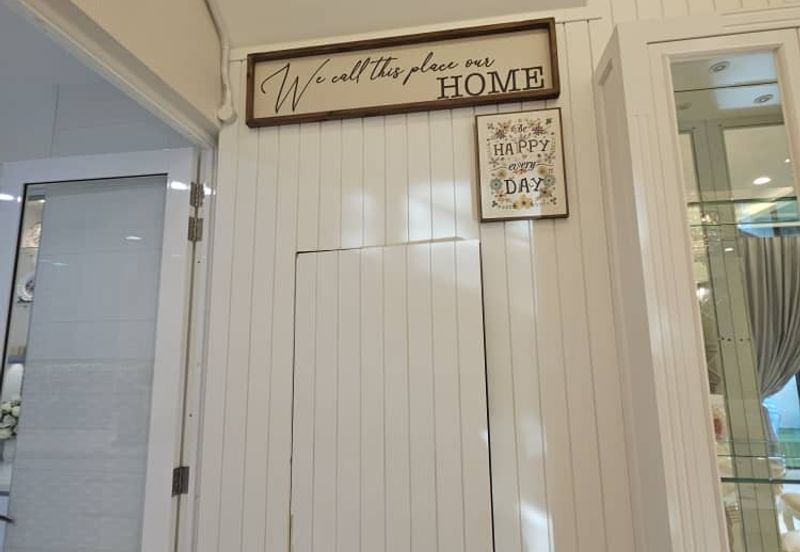 We call this place our
HOME
Be
HAPPY
every
DAY